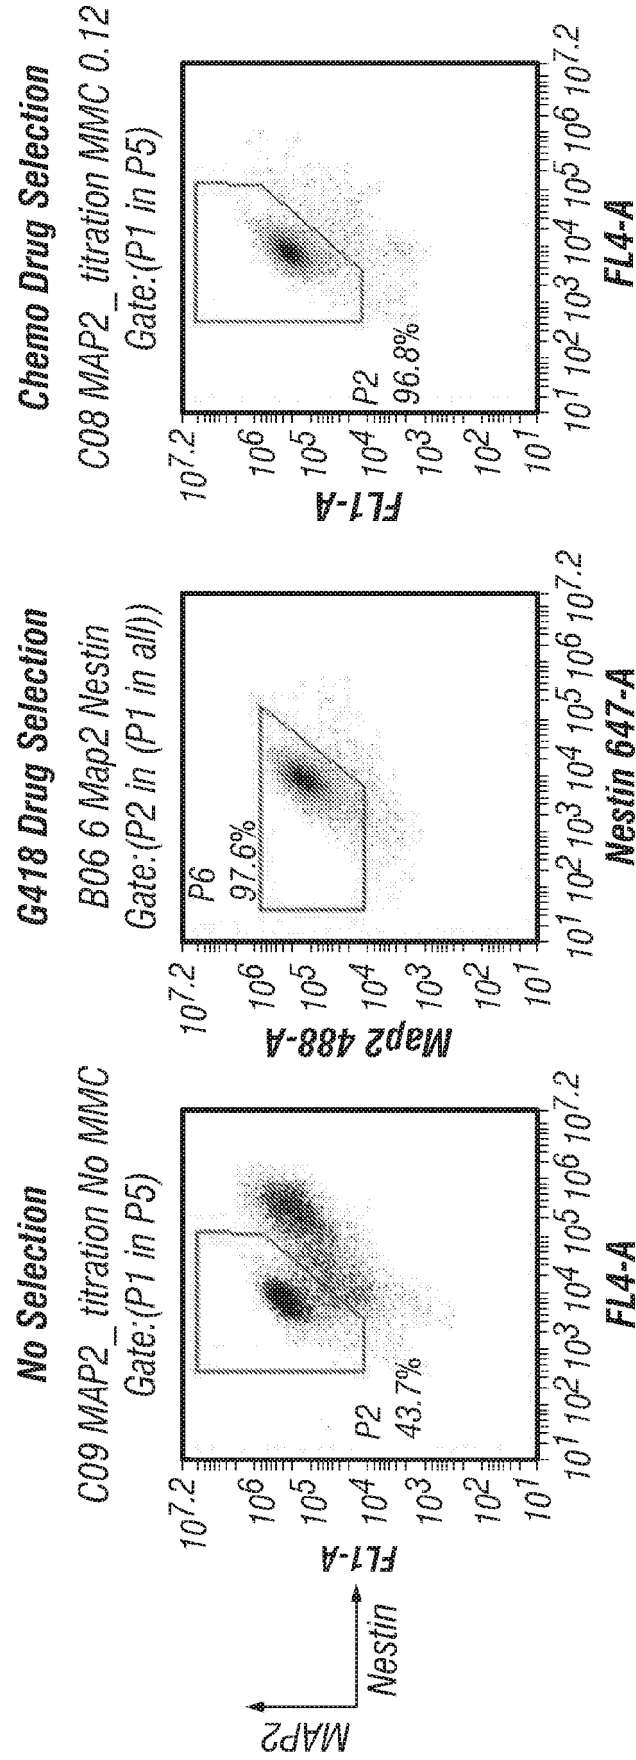 No Selection
C09 MAP2_ titration No MMC
Gate:(P1 in P5)
10^7.2
10^6
10^5
10^4
10^3
10^2
10^1
FL1-A
P2
43.7%
10^1 10^2 10^3 10^4 10^5 10^6 10^7.2
FL4-A
MAP2
Nestin
G418 Drug Selection
B06 6 Map2 Nestin
Gate:(P2 in (P1 in all))
10^7.2
10^6
10^5
10^4
10^3
10^2
10^1
Map2 488-A
P6
97.6%
10^1 10^2 10^3 10^4 10^5 10^6 10^7.2
Nestin 647-A
Chemo Drug Selection
C08 MAP2_ titration MMC 0.12
Gate:(P1 in P5)
10^7.2
10^6
10^5
10^4
10^3
10^2
10^1
FL1-A
P2
96.8%
10^1 10^2 10^3 10^4 10^5 10^6 10^7.2
FL4-A